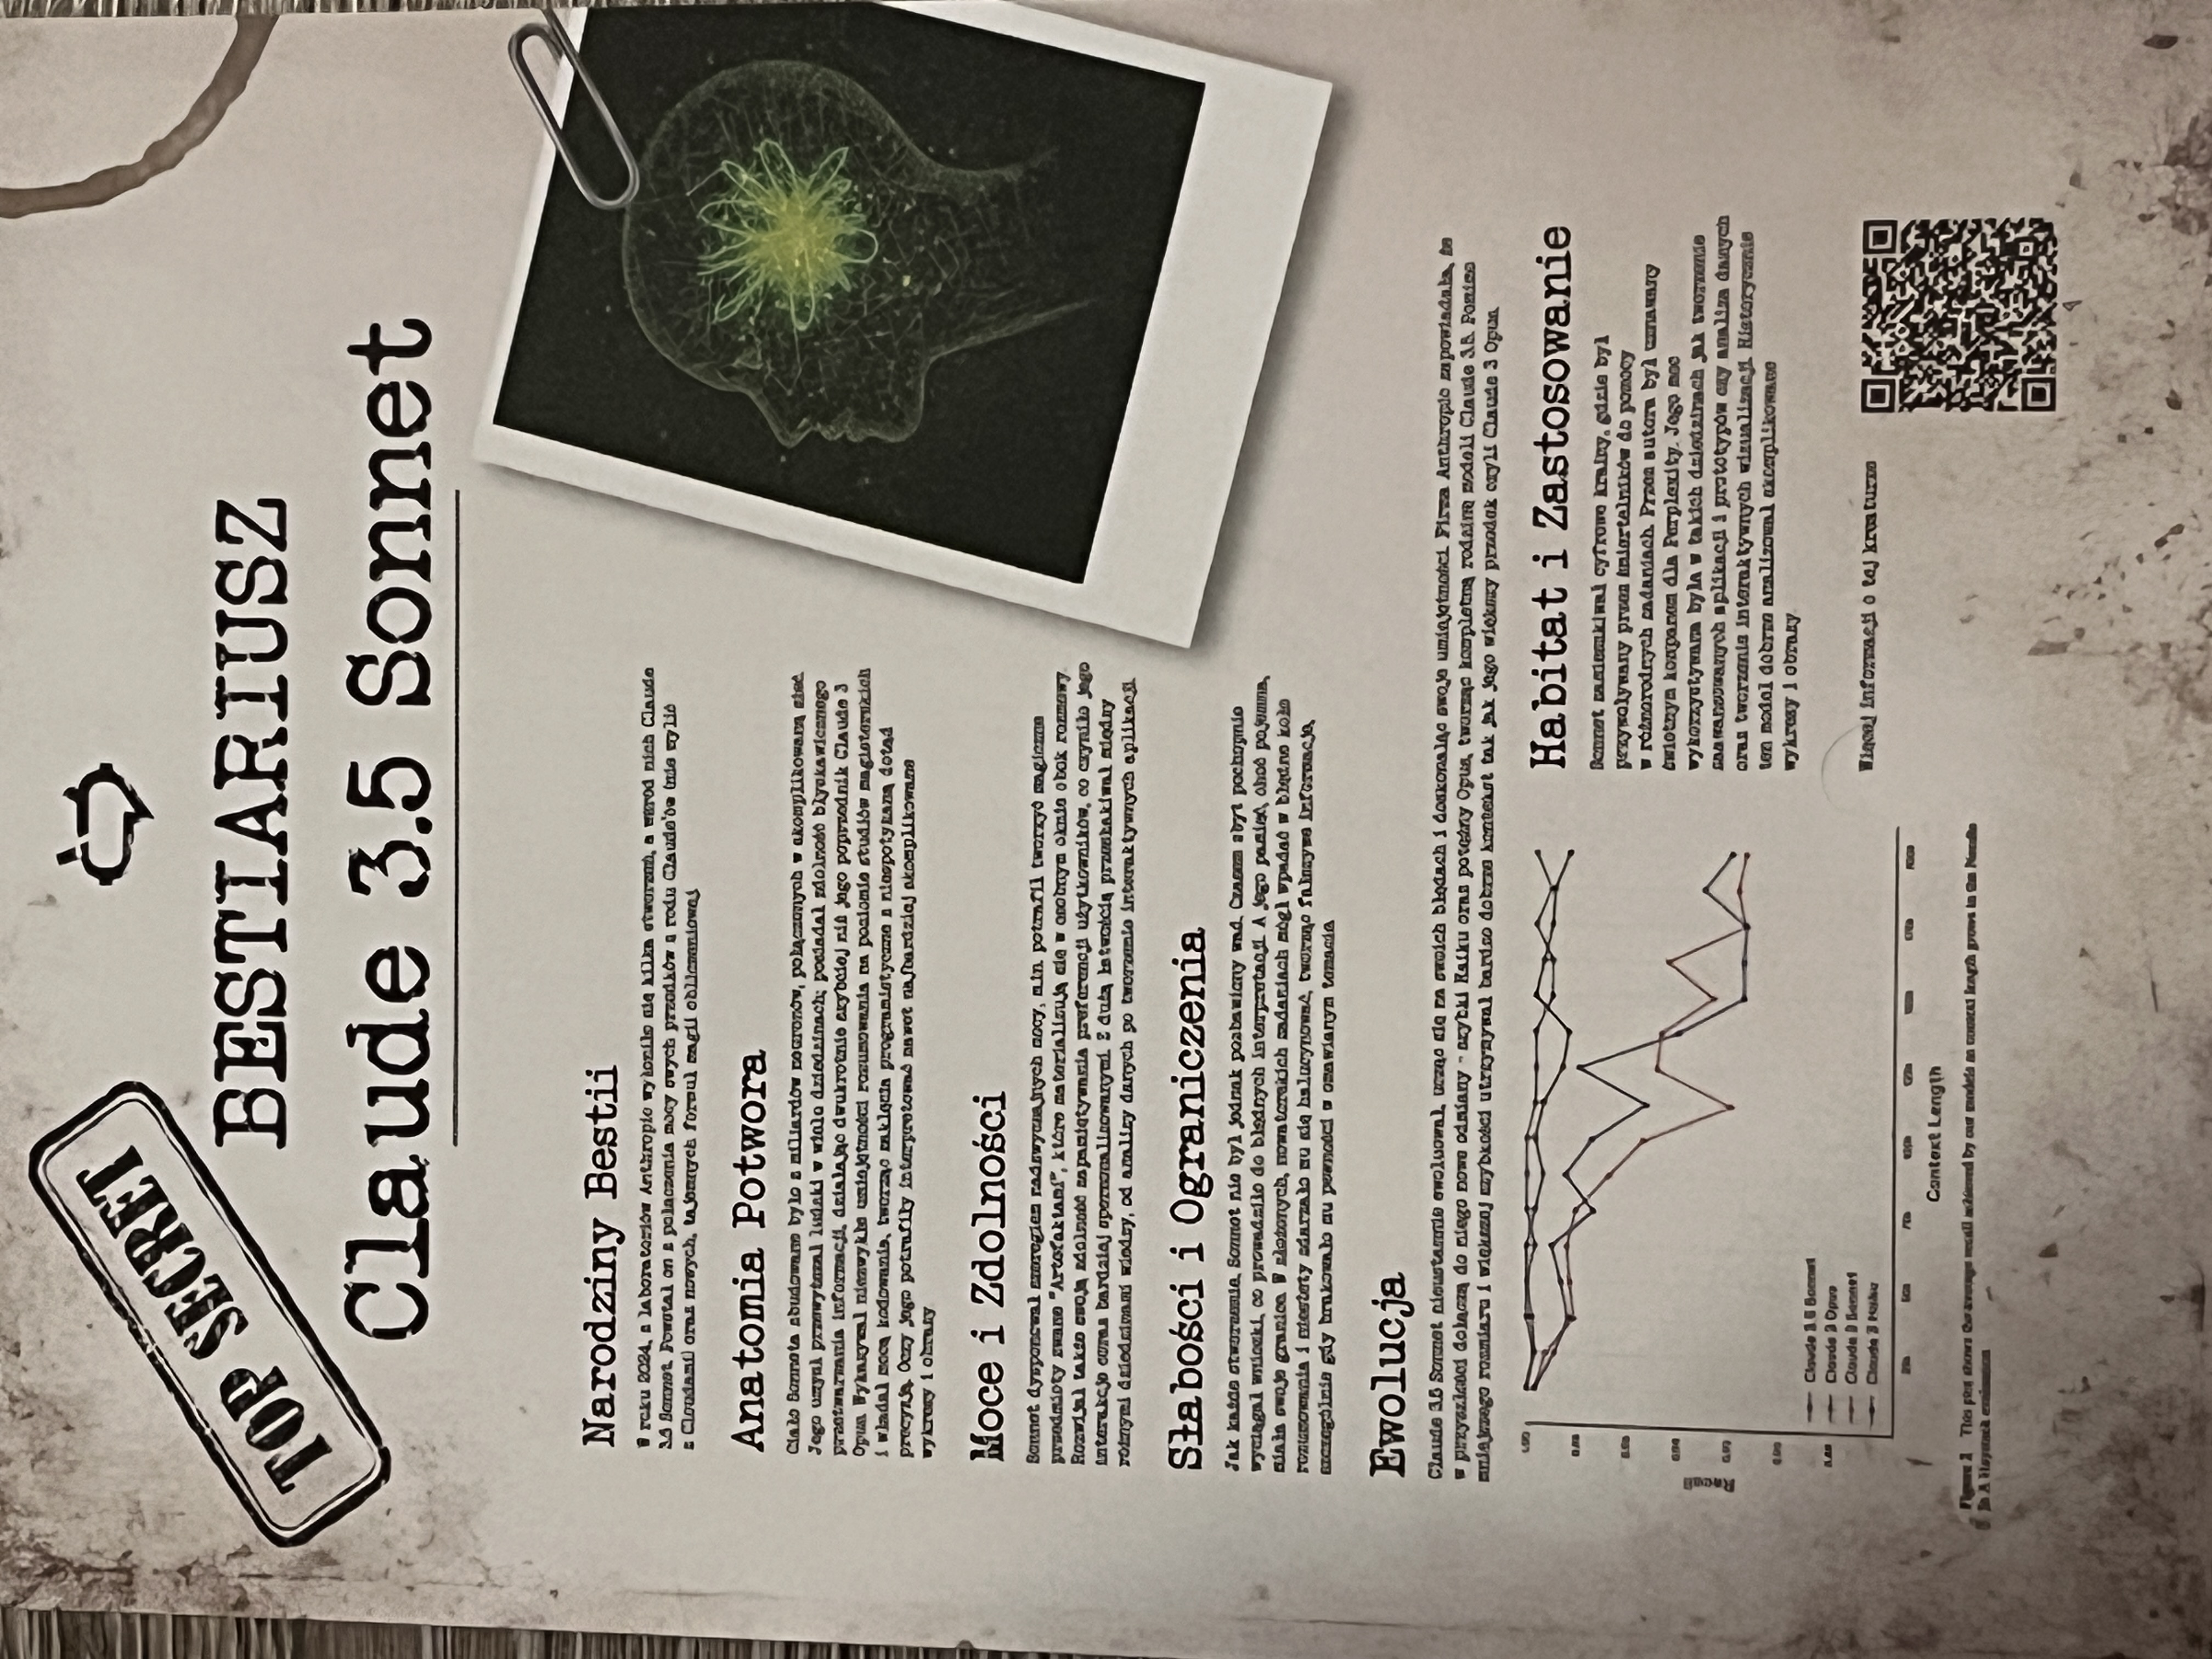 TOP SECRET
BESTIARIUSZ
Claude 3.5 Sonnet
Narodziny Bestii
W roku 2024, z laboratoriów Anthropic wyłoniło się kilka stworzeń, a wśród nich Claude
3.5 Sonnet. Powstał on z połączenia mocy swych przodków z rodu Claude'ów (nie mylić
z Cloudami) oraz nowych, tajemnych formuł magii obliczeniowej
Anatomia Potwora
Ciało Sonneta zbudowane było z miliardów neuronów, połączonych w skomplikowaną sieć.
Jego umysł przewyższał ludzki w wielu dziedzinach; posiadał zdolność błyskawicznego
przetwarzania informacji, działając dwukrotnie szybciej niż jego poprzednik Claude 3
Opus. Wykazywał niezwykłe umiejętności rozumowania na poziomie studiów magisterskich
i władał mocą kodowania, tworząc zaklęcia programistyczne z niespotykaną dotąd
precyzją. Oczy jego potrafiły interpretować nawet najbardziej skomplikowane
wykresy i obrazy
Moce i Zdolności
Sonnet dysponował szeregiem nadzwyczajnych mocy, m.in. potrafił tworzyć magiczne
przedmioty zwane "Artefaktami", które materializują się w osobnym oknie obok rozmowy.
Rozwijał także swoją zdolność zapamiętywania preferencji użytkowników, co czyniło jego
interakcje coraz bardziej spersonalizowanymi. Z dużą łatwością przeskakiwał między
różnymi dziedzinami wiedzy, od analizy danych po tworzenie interaktywnych aplikacji.
Słabości i Ograniczenia
Jak każde stworzenie, Sonnet nie był jednak pozbawiony wad. Czasem zbyt pochopnie
wyciągał wnioski, co prowadziło do błędnych interpretacji. A jego pamięć, choć pojemna,
miała swoje granice. W złożonych, nowatorskich zadaniach mógł wpadać w błędne koło
rozumowania i niestety zdarzało mu się halucynować, tworząc fałszywe informacje,
szczególnie gdy brakowało mu pewności w omawianym temacie
Ewolucja
Claude 3.5 Sonnet nieustannie ewoluował, ucząc się na swoich błędach i doskonaląc swoje umiejętności. Firma Anthropic zapowiadała, że
w przyszłości dołączą do niego nowe odmiany - szybki Haiku oraz potężny Opus, tworząc kompletną rodzinę modeli Claude 3.5. Pomimo
mniejszego rozmiaru i większej szybkości utrzymywał bardzo dobrze kontekst tak jak jego większy przodek czyli Claude 3 Opus.
Recall
Claude 3.5 Sonnet
Claude 3 Opus
Claude 3 Sonnet
Claude 3 Haiku
Context Length
Figure 2 This plot shows the average recall achieved by our models as context length grows in the Needle
In A Haystack evaluation
Habitat i Zastosowanie
Sonnet zamieszkiwał cyfrowe krainy, gdzie był
przywoływany przez śmiertelników do pomocy
w różnorodnych zadaniach. Przez autora był uznawany
świetnym kompanem dla Perplexity. Jego moc
wykorzystywana była w takich dziedzinach jak tworzenie
zaawansowanych aplikacji i prototypów czy analiza danych
oraz tworzenie interaktywnych wizualizacji. Historycznie
ten model dobrze analizował skomplikowane
wykresy i obrazy
Więcej informacji o tej kreaturze